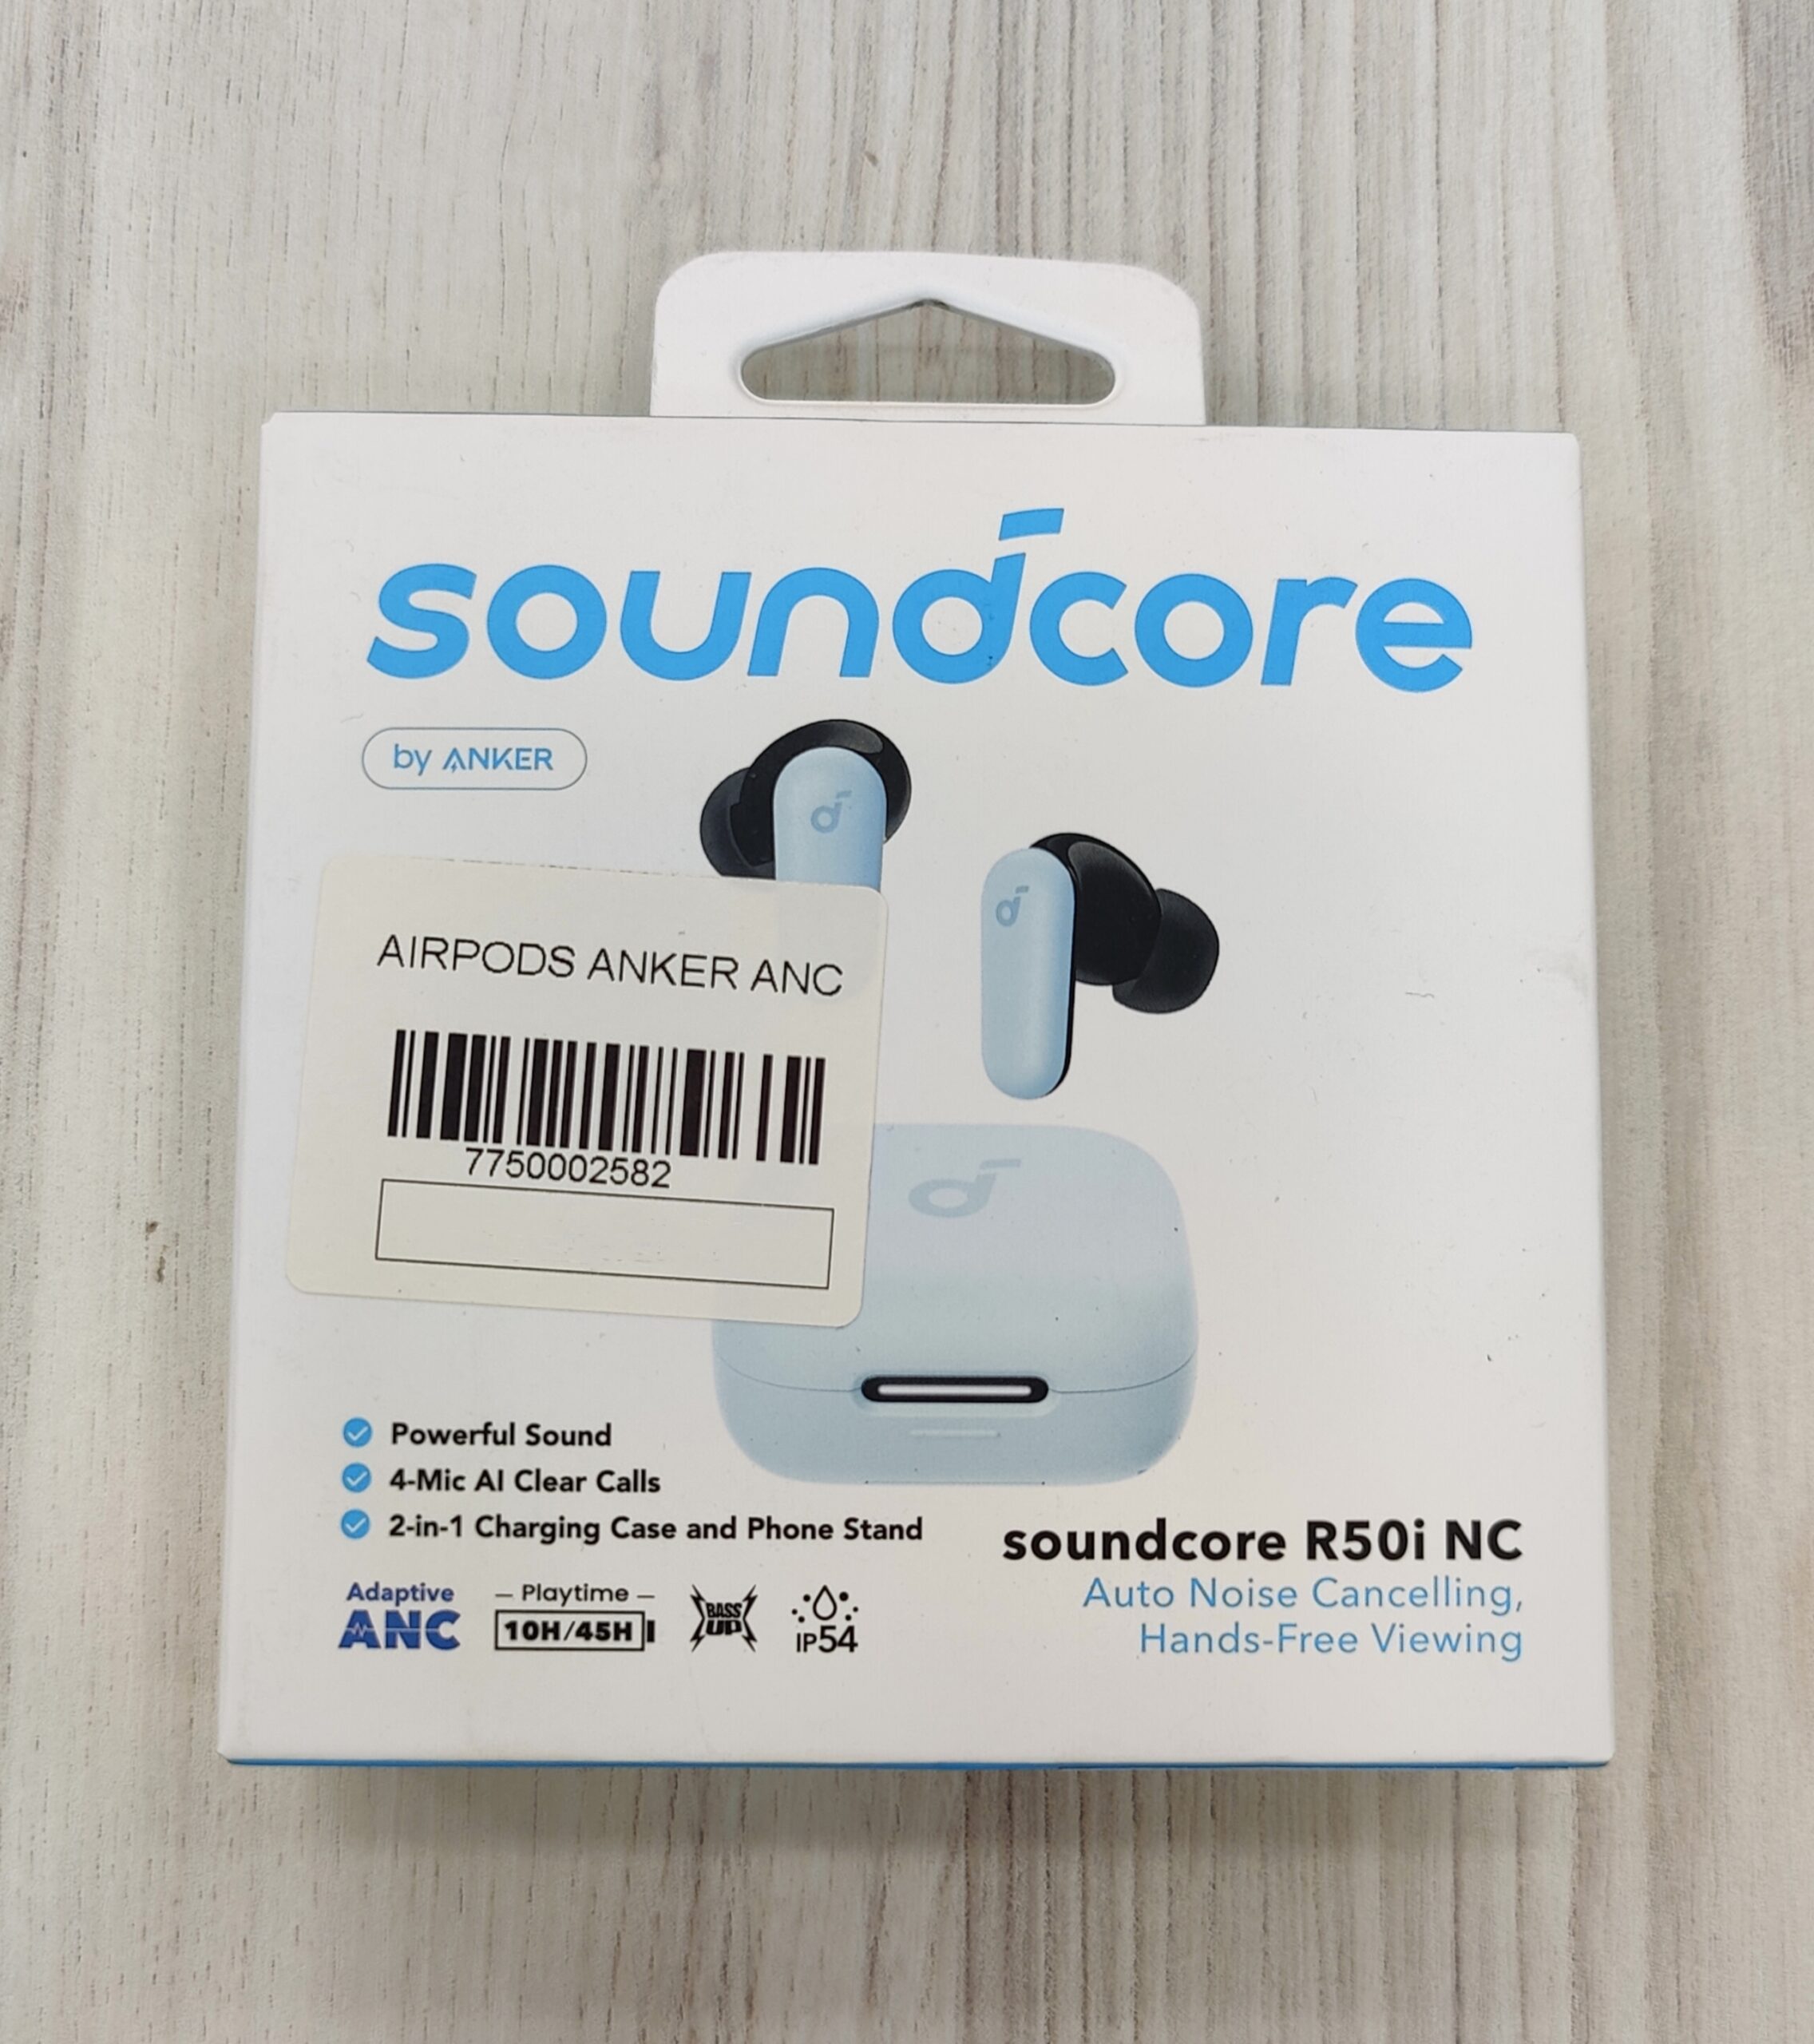 soundcore
by ANKER
AIRPODS ANKER ANC
7750002582
Powerful Sound
4-Mic AI Clear Calls
2-in-1 Charging Case and Phone Stand
Adaptive
ANC
– Playtime –
10H/45H
BASS
UP
IP54
soundcore R50i NC
Auto Noise Cancelling,
Hands-Free Viewing